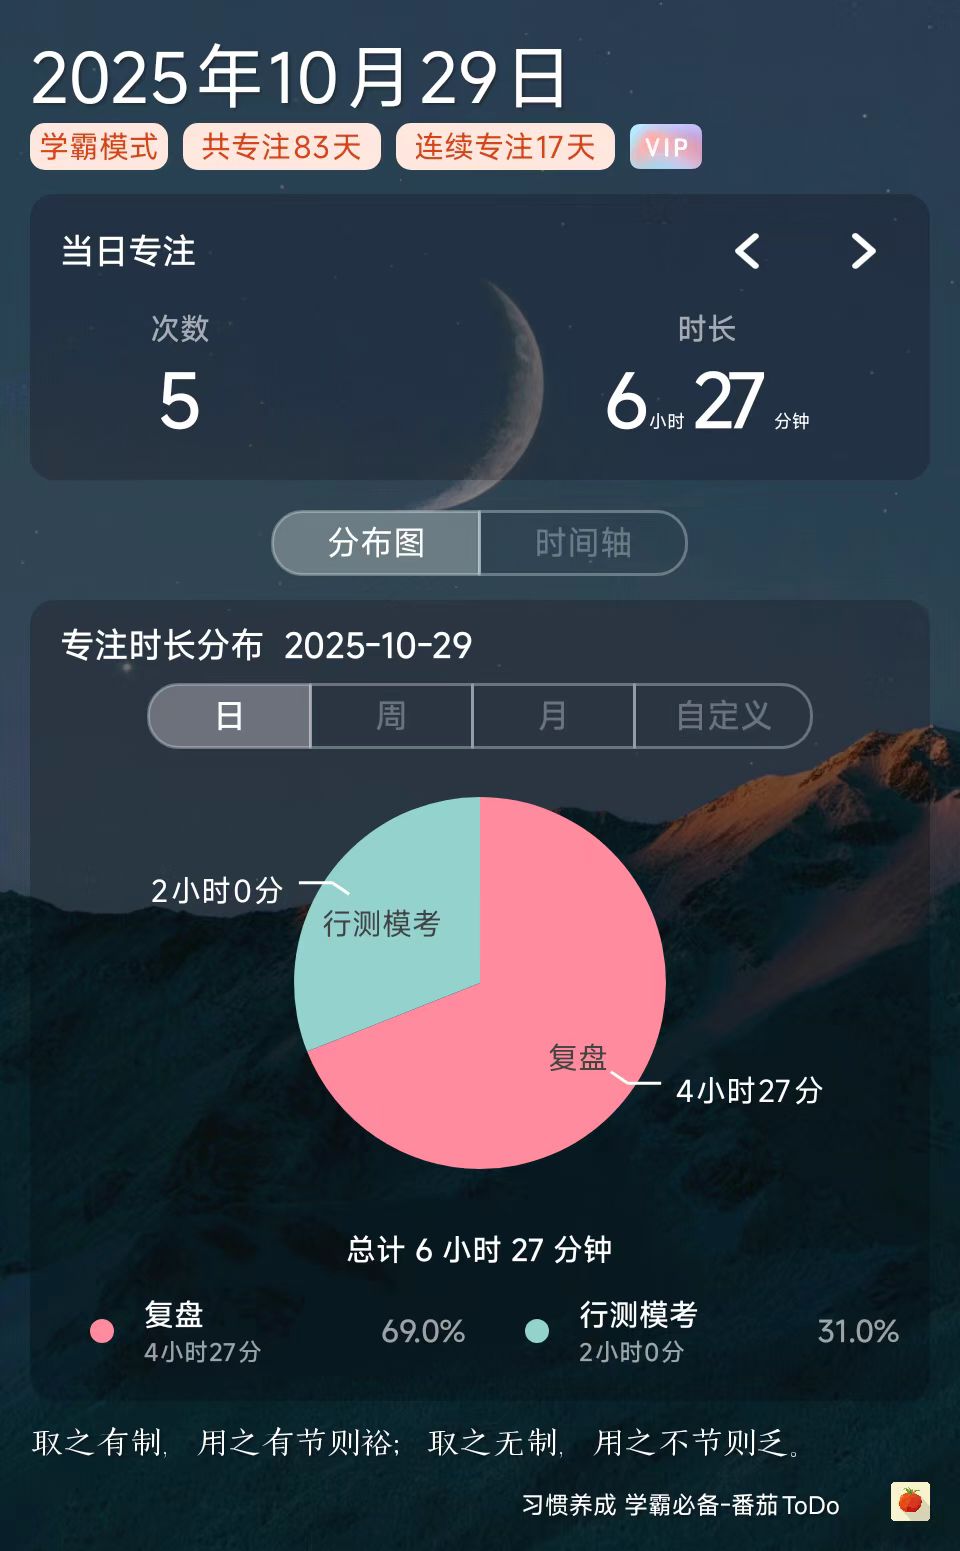 2025年10月29日
学霸模式 共专注83天 连续专注17天 VIP
当日专注
次数 时长
5 6小时27分钟
分布图 时间轴
专注时长分布 2025-10-29
日 周 月 自定义
2小时0分
行测模考
复盘
4小时27分
总计 6 小时 27 分钟
复盘 69.0% 行测模考 31.0%
4小时27分 2小时0分
取之有制，用之有节则裕；取之无制，用之不节则乏。
习惯养成 学霸必备-番茄ToDo